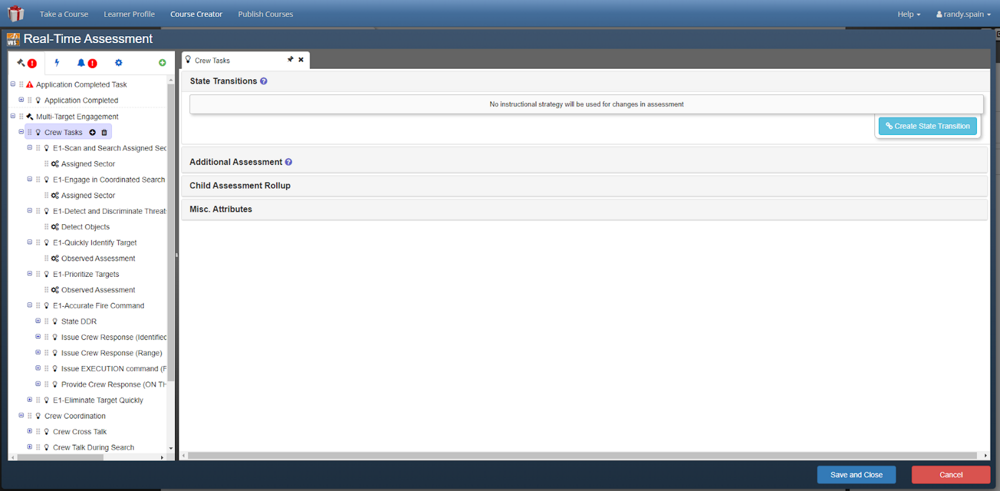 Take a Course Learner Profile Course Creator Publish Courses Help randy.spain
VBS3 Real-Time Assessment
Crew Tasks
Application Completed Task
Application Completed
Multi-Target Engagement
Crew Tasks
E1-Scan and Search Assigned Sec
Assigned Sector
E1-Engage in Coordinated Search
Assigned Sector
E1-Detect and Discriminate Threat
Detect Objects
E1-Quickly Identify Target
Observed Assessment
E1-Prioritize Targets
Observed Assessment
E1-Accurate Fire Command
State DDR
Issue Crew Response (Identified
Issue Crew Response (Range)
Issue EXECUTION command (F
Provide Crew Response (ON TH
E1-Eliminate Target Quickly
Crew Coordination
Crew Cross Talk
Crew Talk During Search
State Transitions
No instructional strategy will be used for changes in assessment
Create State Transition
Additional Assessment
Child Assessment Rollup
Misc. Attributes
Save and Close Cancel